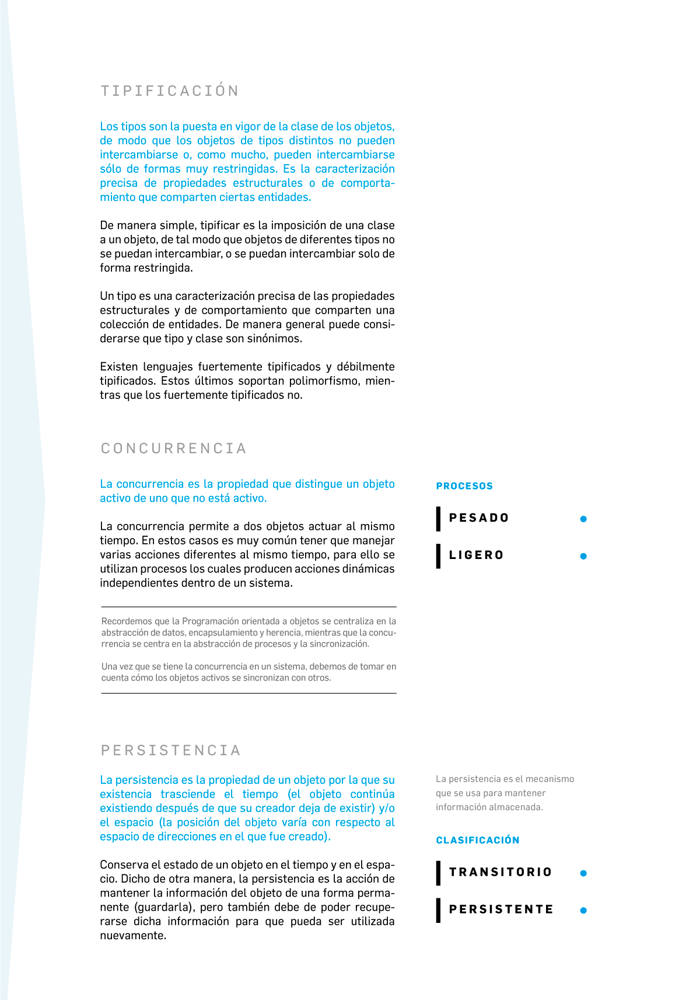 TIPIFICACIÓN
Los tipos son la puesta en vigor de la clase de los objetos,
de modo que los objetos de tipos distintos no pueden
intercambiarse o, como mucho, pueden intercambiarse
sólo de formas muy restringidas. Es la caracterización
precisa de propiedades estructurales o de comporta-
miento que comparten ciertas entidades.
De manera simple, tipificar es la imposición de una clase
a un objeto, de tal modo que objetos de diferentes tipos no
se puedan intercambiar, o se puedan intercambiar solo de
forma restringida.
Un tipo es una caracterización precisa de las propiedades
estructurales y de comportamiento que comparten una
colección de entidades. De manera general puede consi-
derarse que tipo y clase son sinónimos.
Existen lenguajes fuertemente tipificados y débilmente
tipificados. Estos últimos soportan polimorfismo, mien-
tras que los fuertemente tipificados no.
CONCURRENCIA
La concurrencia es la propiedad que distingue un objeto
activo de uno que no está activo.
La concurrencia permite a dos objetos actuar al mismo
tiempo. En estos casos es muy común tener que manejar
varias acciones diferentes al mismo tiempo, para ello se
utilizan procesos los cuales producen acciones dinámicas
independientes dentro de un sistema.
Recordemos que la Programación orientada a objetos se centraliza en la
abstracción de datos, encapsulamiento y herencia, mientras que la concu-
rrencia se centra en la abstracción de procesos y la sincronización.
Una vez que se tiene la concurrencia en un sistema, debemos de tomar en
cuenta cómo los objetos activos se sincronizan con otros.
PROCESOS
PESADO
LIGERO
PERSISTENCIA
La persistencia es la propiedad de un objeto por la que su
existencia trasciende el tiempo (el objeto continúa
existiendo después de que su creador deja de existir) y/o
el espacio (la posición del objeto varía con respecto al
espacio de direcciones en el que fue creado).
Conserva el estado de un objeto en el tiempo y en el espa-
cio. Dicho de otra manera, la persistencia es la acción de
mantener la información del objeto de una forma perma-
nente (guardarla), pero también debe de poder recupe-
rarse dicha información para que pueda ser utilizada
nuevamente.
La persistencia es el mecanismo
que se usa para mantener
información almacenada.
CLASIFICACIÓN
TRANSITORIO
PERSISTENTE